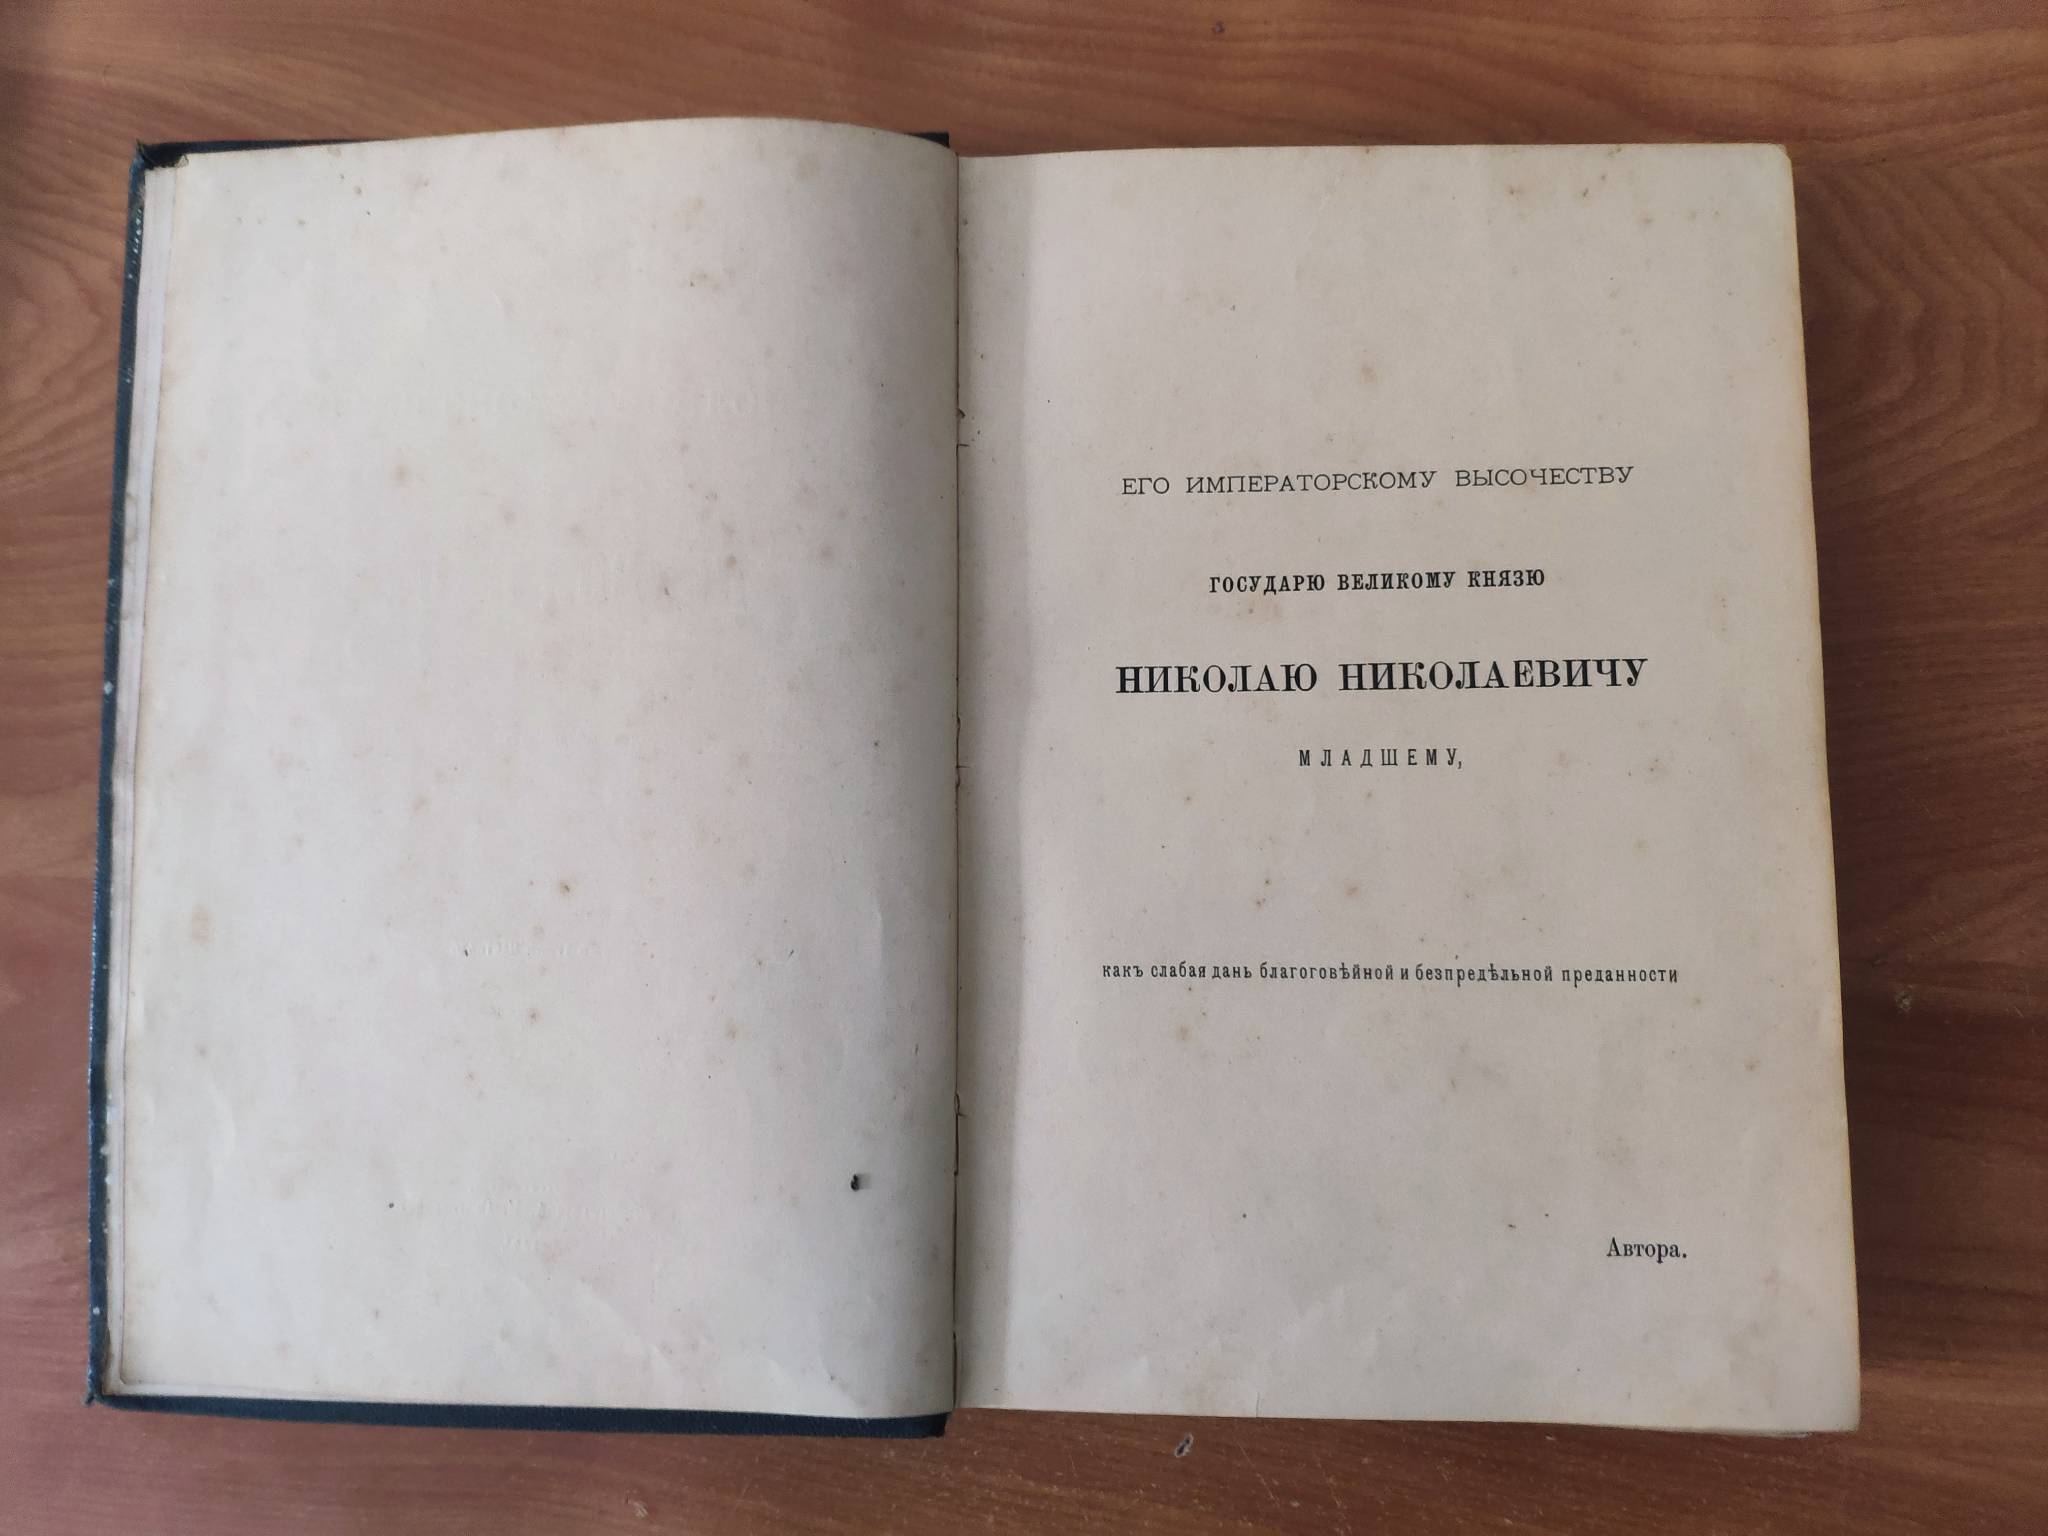 ЕГО ИМПЕРАТОРСКОМУ ВЫСОЧЕСТВУ
ГОСУДАРЮ ВЕЛИКОМУ КНЯЗЮ
НИКОЛАЮ НИКОЛАЕВИЧУ
МЛАДШЕМУ,
какъ слабая дань благоговѣйной и безпредѣльной преданности
Автора.